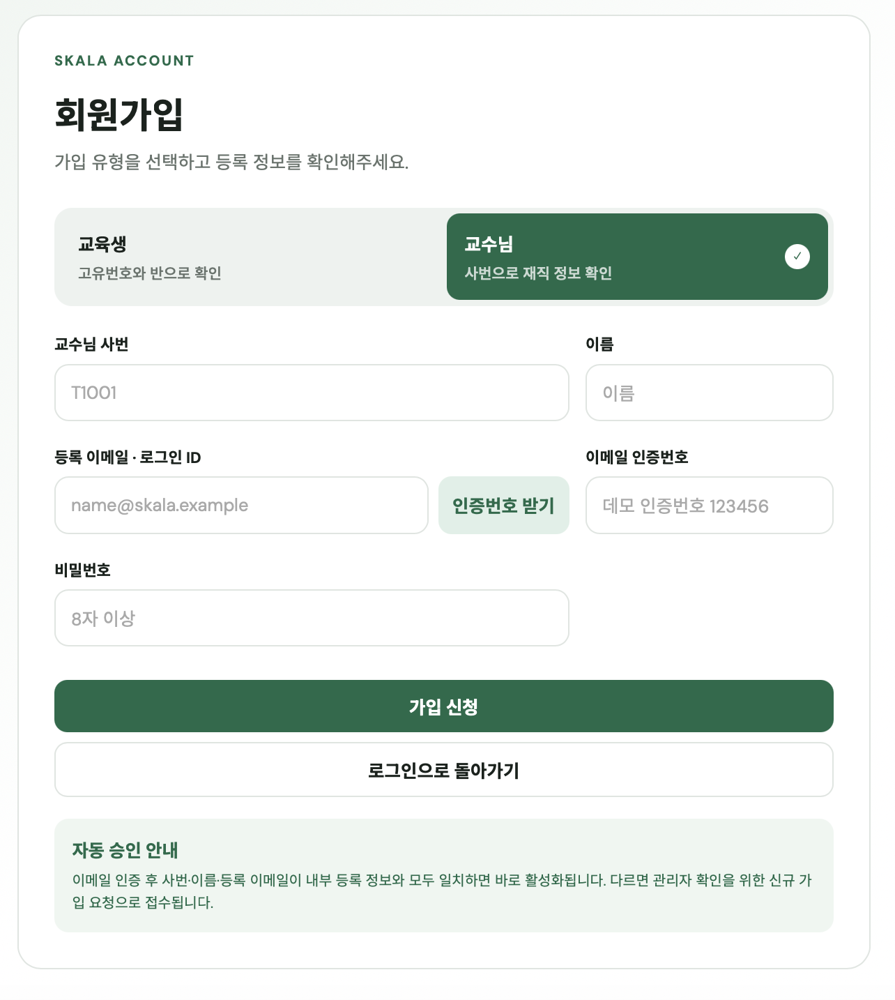 SKALA ACCOUNT
회원가입
가입 유형을 선택하고 등록 정보를 확인해주세요.
교육생
고유번호와 반으로 확인
교수님
사번으로 재직 정보 확인
✓
교수님 사번
이름
T1001
이름
등록 이메일 · 로그인 ID
이메일 인증번호
name@skala.example
인증번호 받기
데모 인증번호 123456
비밀번호
8자 이상
가입 신청
로그인으로 돌아가기
자동 승인 안내
이메일 인증 후 사번·이름·등록 이메일이 내부 등록 정보와 모두 일치하면 바로 활성화됩니다. 다르면 관리자 확인을 위한 신규 가
입 요청으로 접수됩니다.